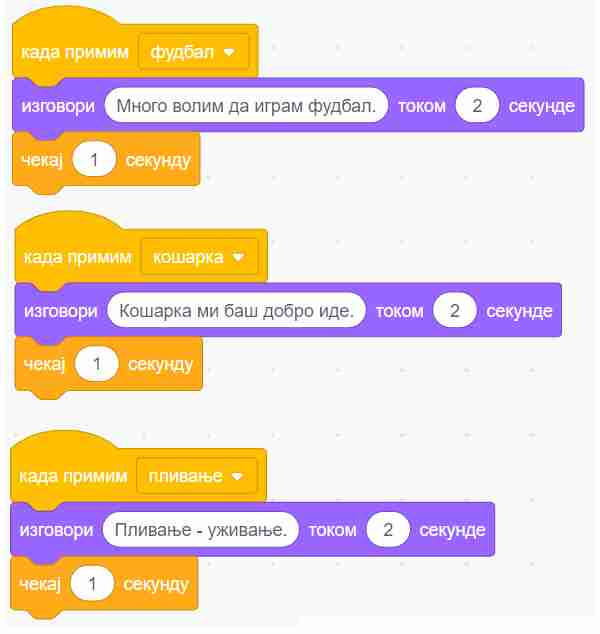 када примим фудбал
изговори Много волим да играм фудбал. током 2 секунде
чекај 1 секунду
када примим кошарка
изговори Кошарка ми баш добро иде. током 2 секунде
чекај 1 секунду
када примим пливање
изговори Пливање - уживање. током 2 секунде
чекај 1 секунду